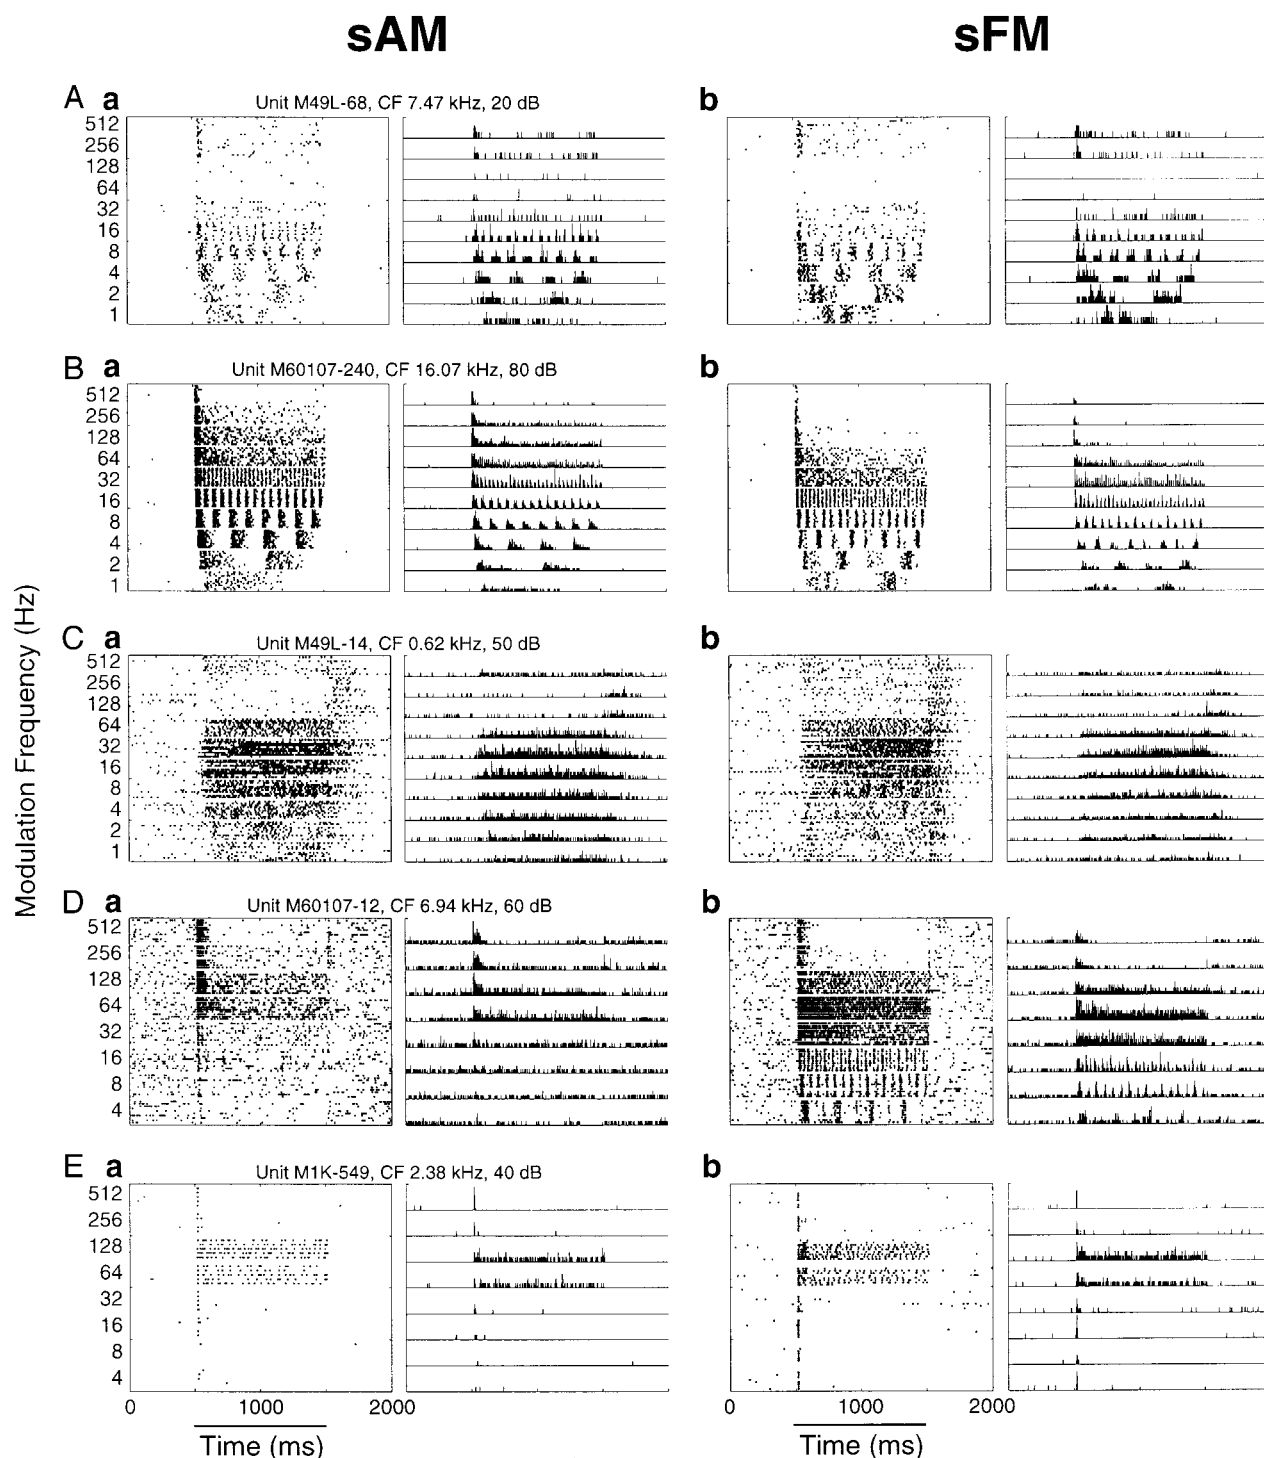 sAM
sFM
A a
Unit M49L-68, CF 7.47 kHz, 20 dB
b
512
256
128
64
32
16
8
4
2
1
B a
Unit M60107-240, CF 16.07 kHz, 80 dB
b
512
256
128
64
32
16
8
4
2
1
Modulation Frequency (Hz)
C a
Unit M49L-14, CF 0.62 kHz, 50 dB
b
512
256
128
64
32
16
8
4
2
1
D a
Unit M60107-12, CF 6.94 kHz, 60 dB
b
512
256
128
64
32
16
8
4
E a
Unit M1K-549, CF 2.38 kHz, 40 dB
b
512
256
128
64
32
16
8
4
0 1000 2000
0 1000 2000
Time (ms)
Time (ms)